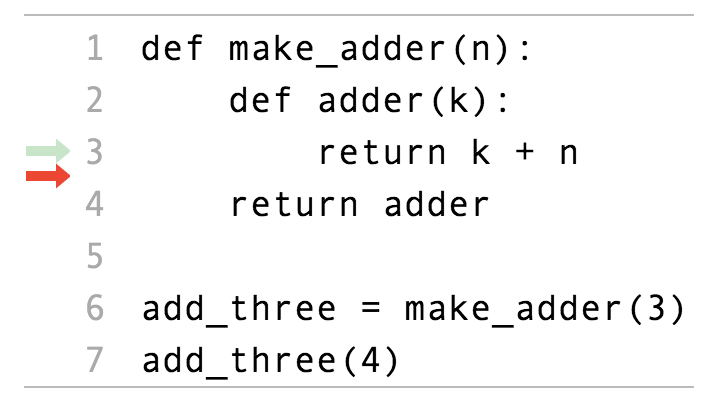 1 def make_adder(n):
2     def adder(k):
3         return k + n
4     return adder
5
6 add_three = make_adder(3)
7 add_three(4)